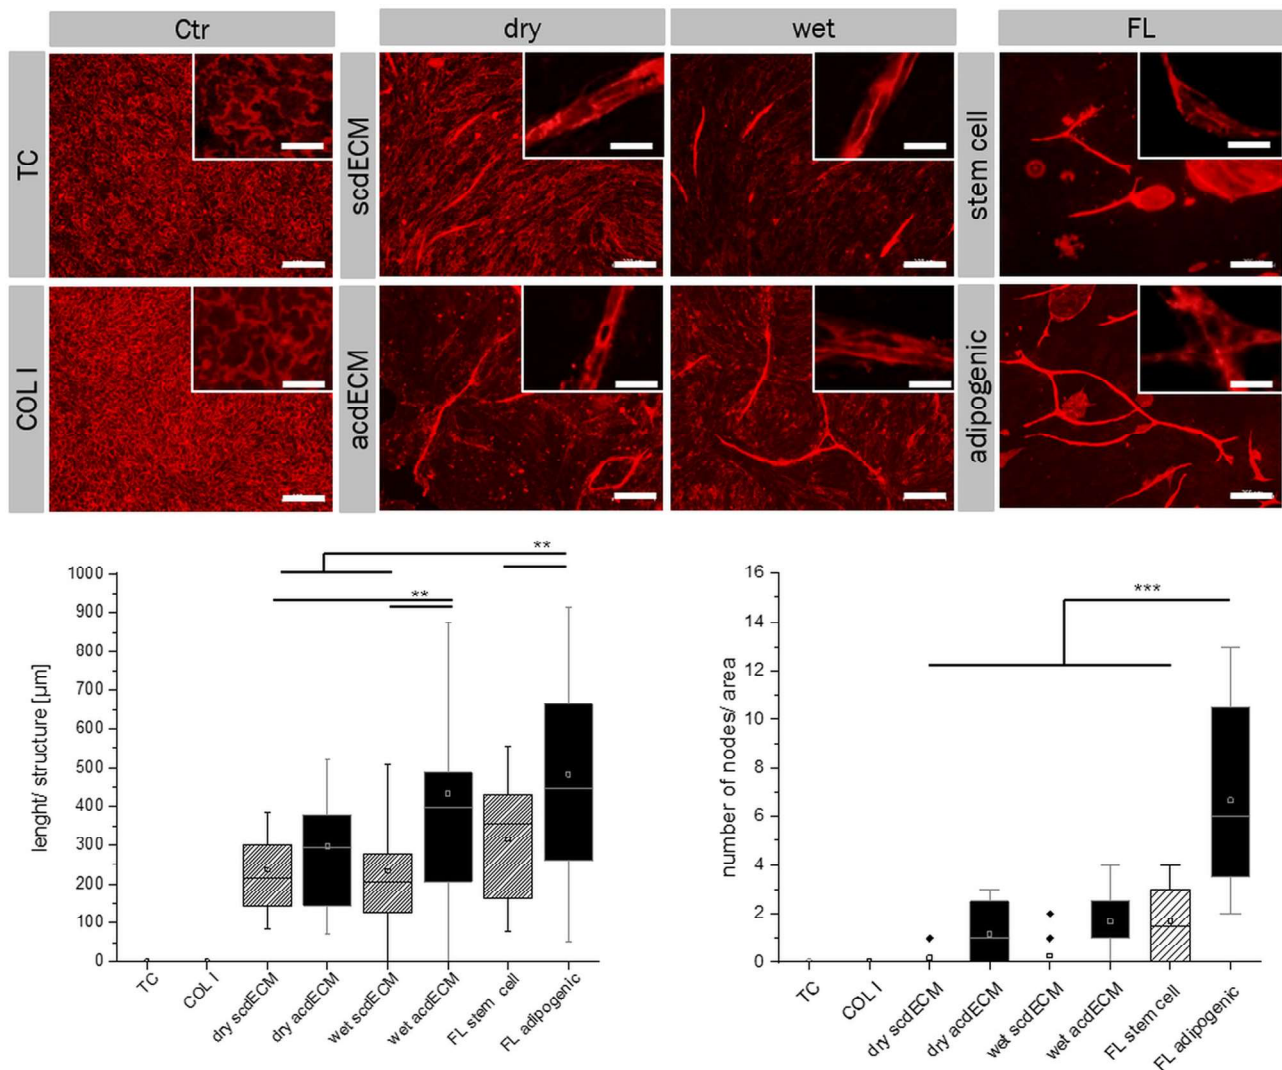 Ctr
dry
wet
FL
TC
scdECM
stem cell
COL I
acdECM
adipogenic
**
**
1000
900
800
700
600
500
400
300
200
100
0
lenght/ structure [µm]
TC
COL I
dry scdECM
dry acdECM
wet scdECM
wet acdECM
FL stem cell
FL adipogenic
***
16
14
12
10
8
6
4
2
0
number of nodes/ area
TC
COL I
dry scdECM
dry acdECM
wet scdECM
wet acdECM
FL stem cell
FL adipogenic